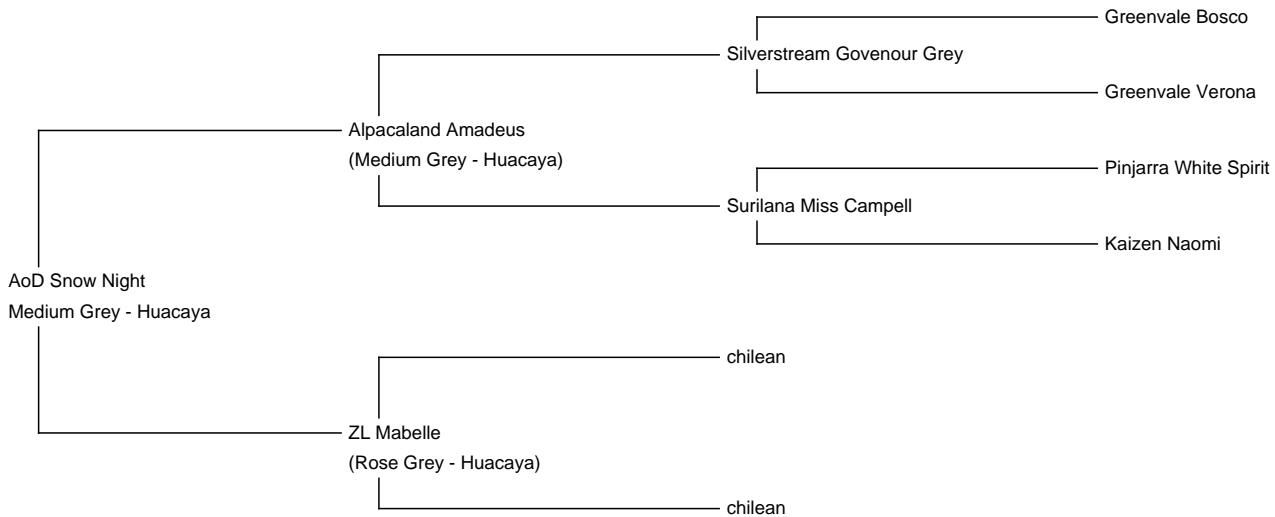 Greenvale Bosco
Silverstream Govenour Grey
Greenvale Verona
Alpacaland Amadeus
(Medium Grey - Huacaya)
Pinjarra White Spirit
Surilana Miss Campell
Kaizen Naomi
AoD Snow Night
Medium Grey - Huacaya
chilean
ZL Mabelle
(Rose Grey - Huacaya)
chilean